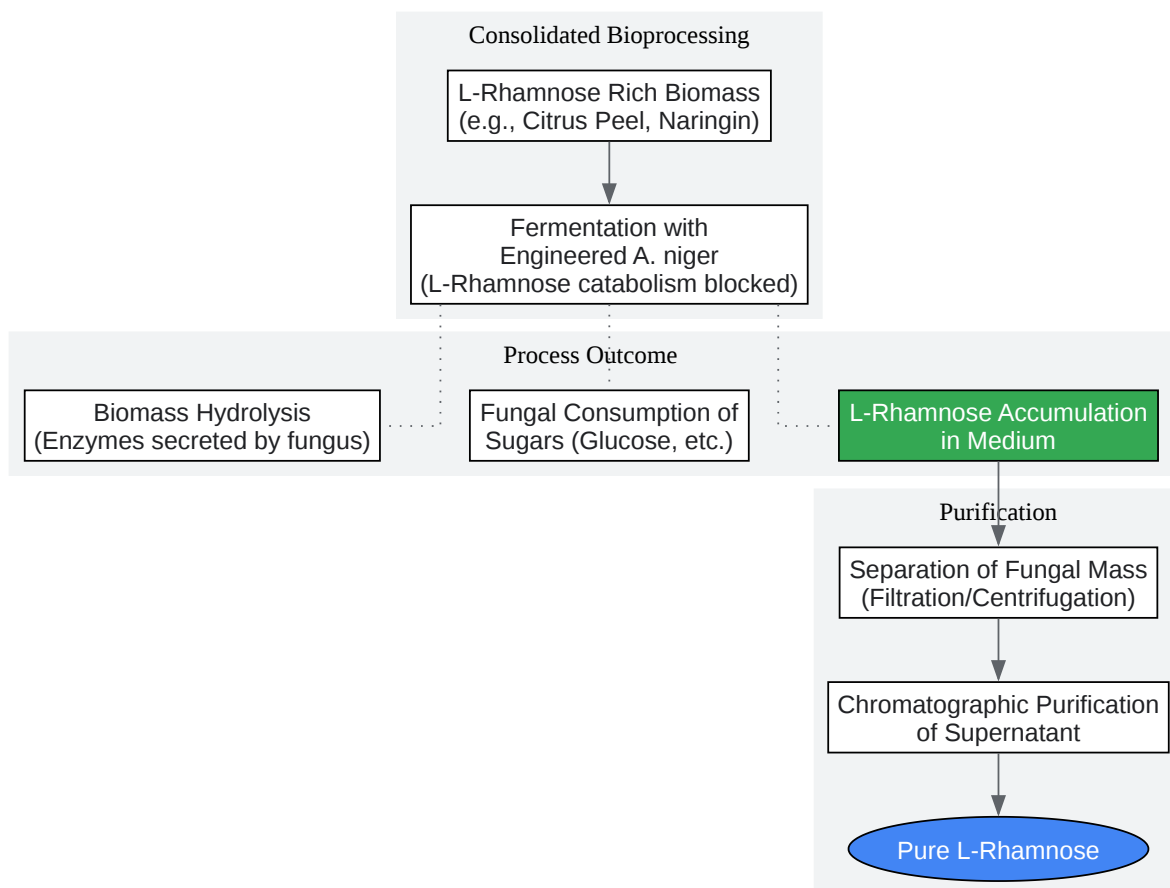 Consolidated Bioprocessing
L-Rhamnose Rich Biomass
(e.g., Citrus Peel, Naringin)
Fermentation with
Engineered A. niger
(L-Rhamnose catabolism blocked)
Process Outcome
Biomass Hydrolysis
(Enzymes secreted by fungus)
Fungal Consumption of
Sugars (Glucose, etc.)
L-Rhamnose Accumulation
in Medium
Purification
Separation of Fungal Mass
(Filtration/Centrifugation)
Chromatographic Purification
of Supernatant
Pure L-Rhamnose